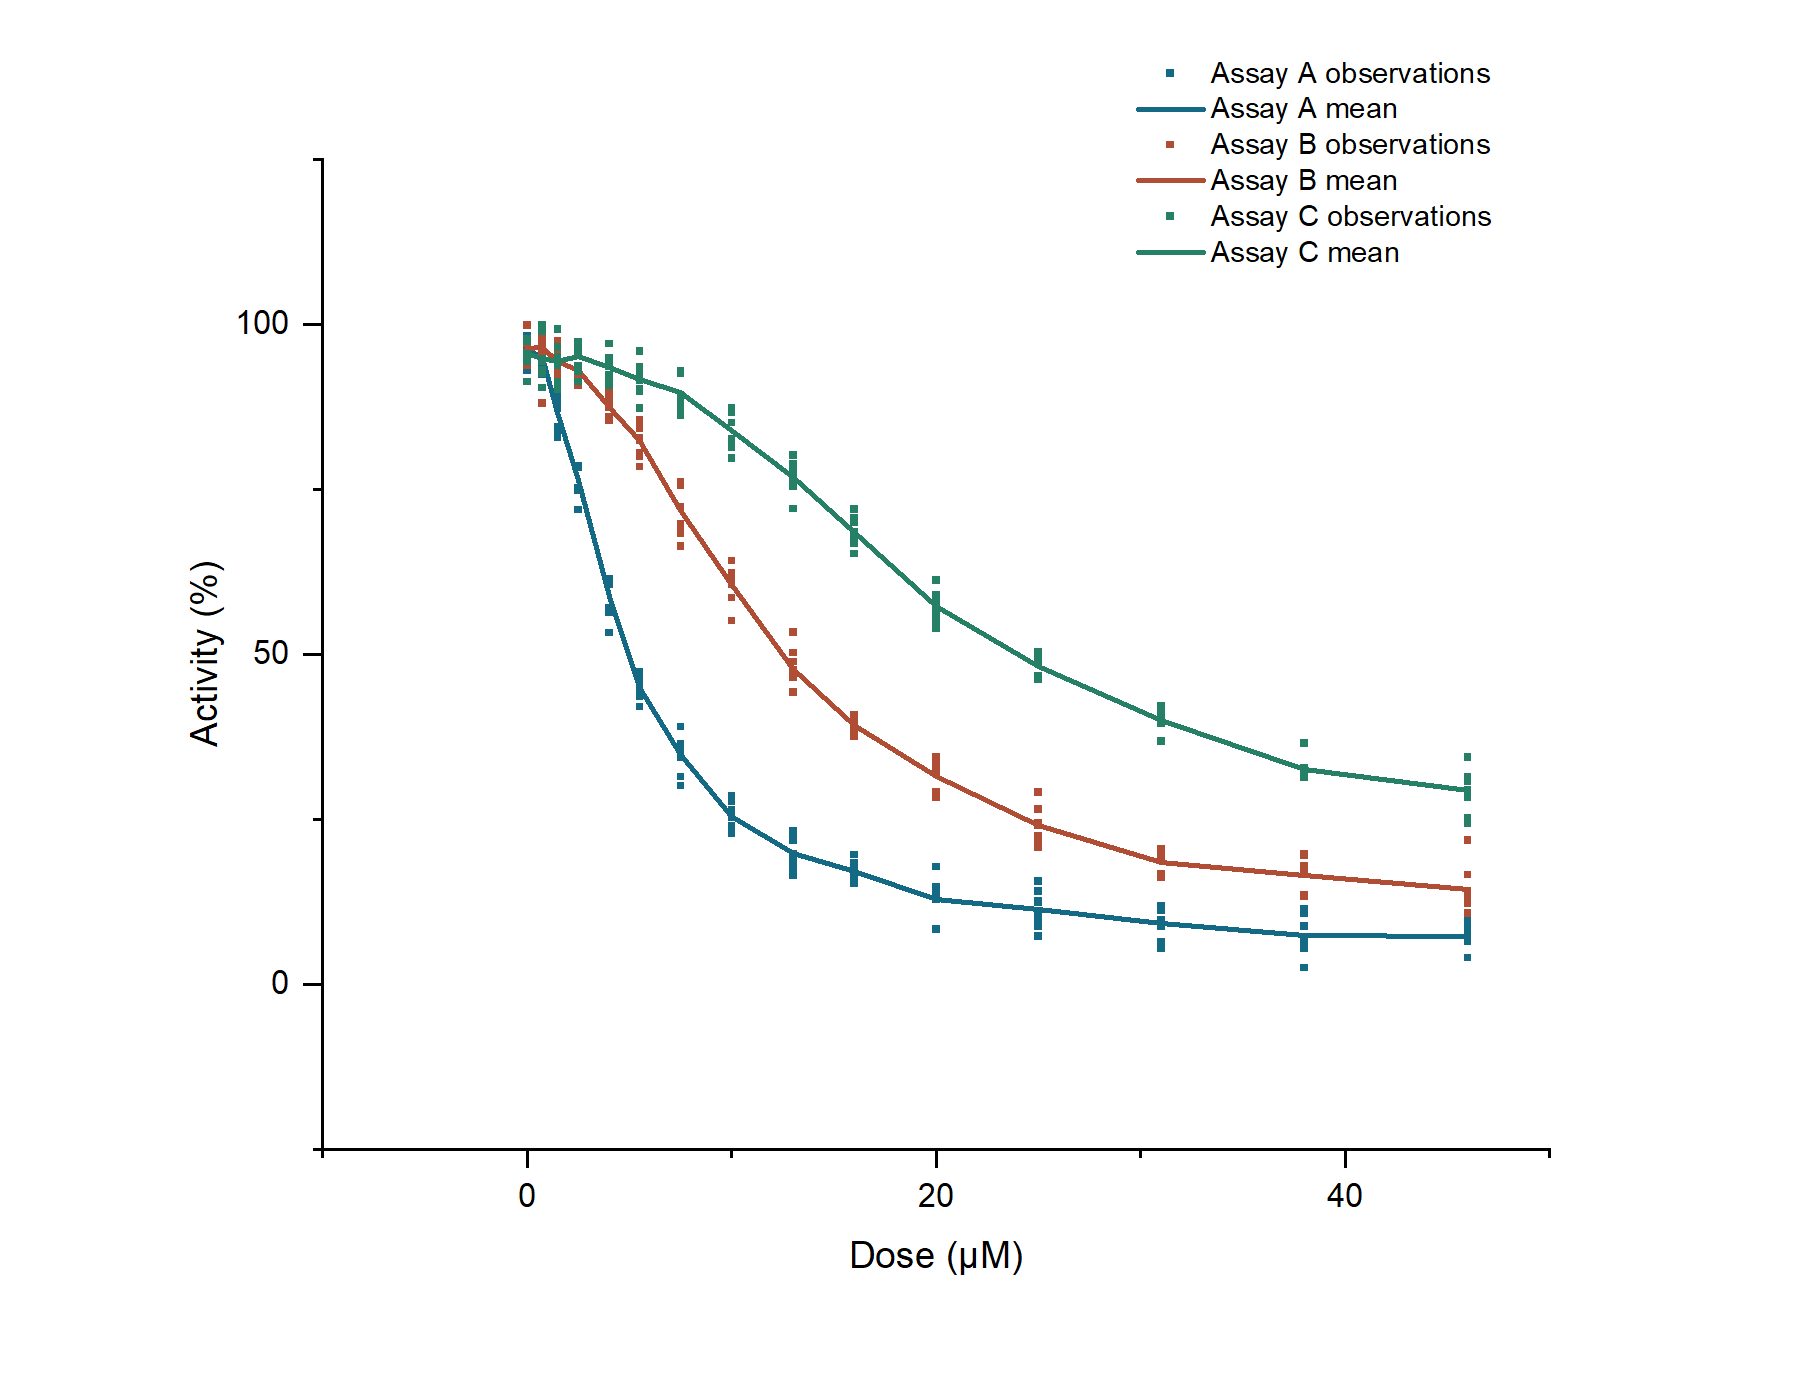 Assay A observations
Assay A mean
Assay B observations
Assay B mean
Assay C observations
Assay C mean
100
50
0
Activity (%)
0 20 40
Dose (µM)